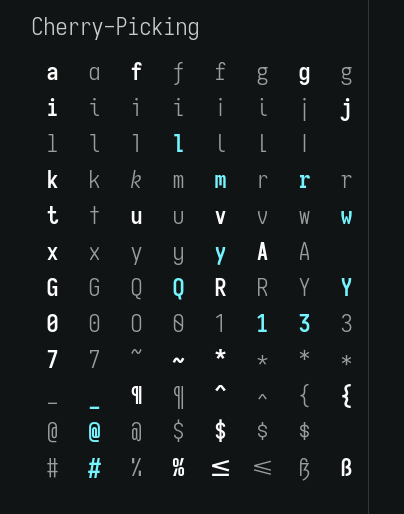 Cherry-Picking
a ɑ f ƒ f g g g
i i i i i i j j
l l l l l L l
k k k m m r r r
t † u u v v w w
x x y y y A A
G G Q Q R R Y Y
0 0 0 0 1 1 3 3
7 7 ~ ~ * * * *
_ _ ¶ ¶ ^ ^ { {
@ @ @ $ $ $ $
# # % % ≤ ≤ ß ß